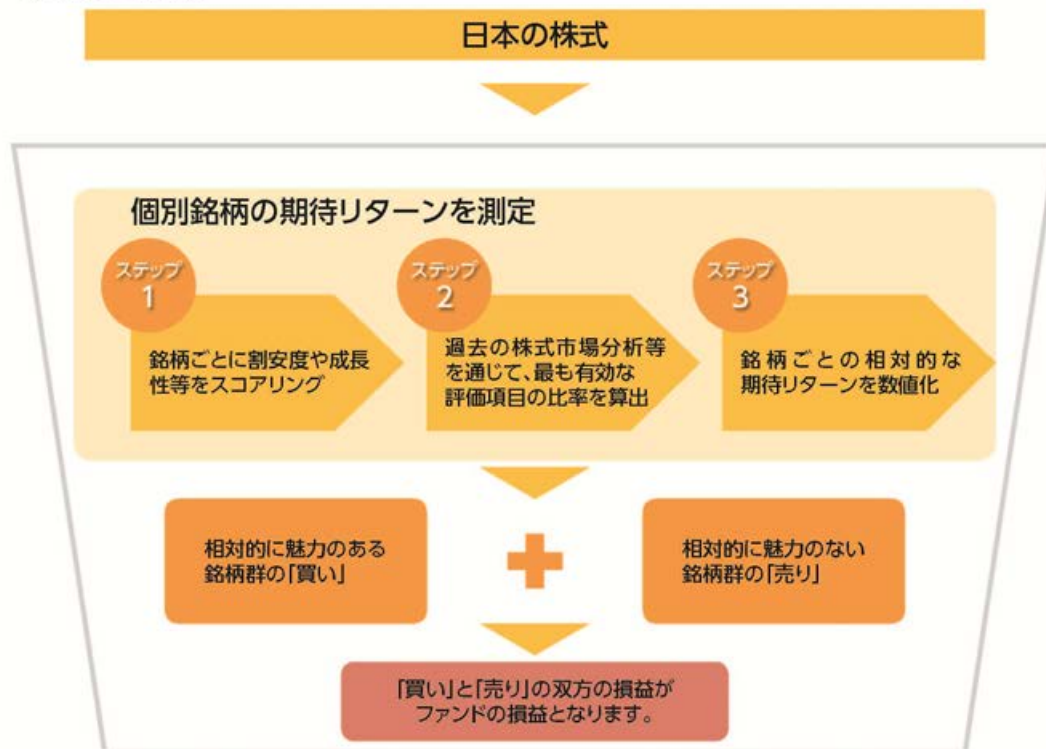 日本の株式
個別銘柄の期待リターンを測定
ステップ
1
銘柄ごとに割安度や成長
性等をスコアリング
ステップ
2
過去の株式市場分析等
を通じて、最も有効な
評価項目の比率を算出
ステップ
3
銘柄ごとの相対的な
期待リターンを数値化
相対的に魅力のある
銘柄群の「買い」
相対的に魅力のない
銘柄群の「売り」
「買い」と「売り」の双方の損益が
ファンドの損益となります。